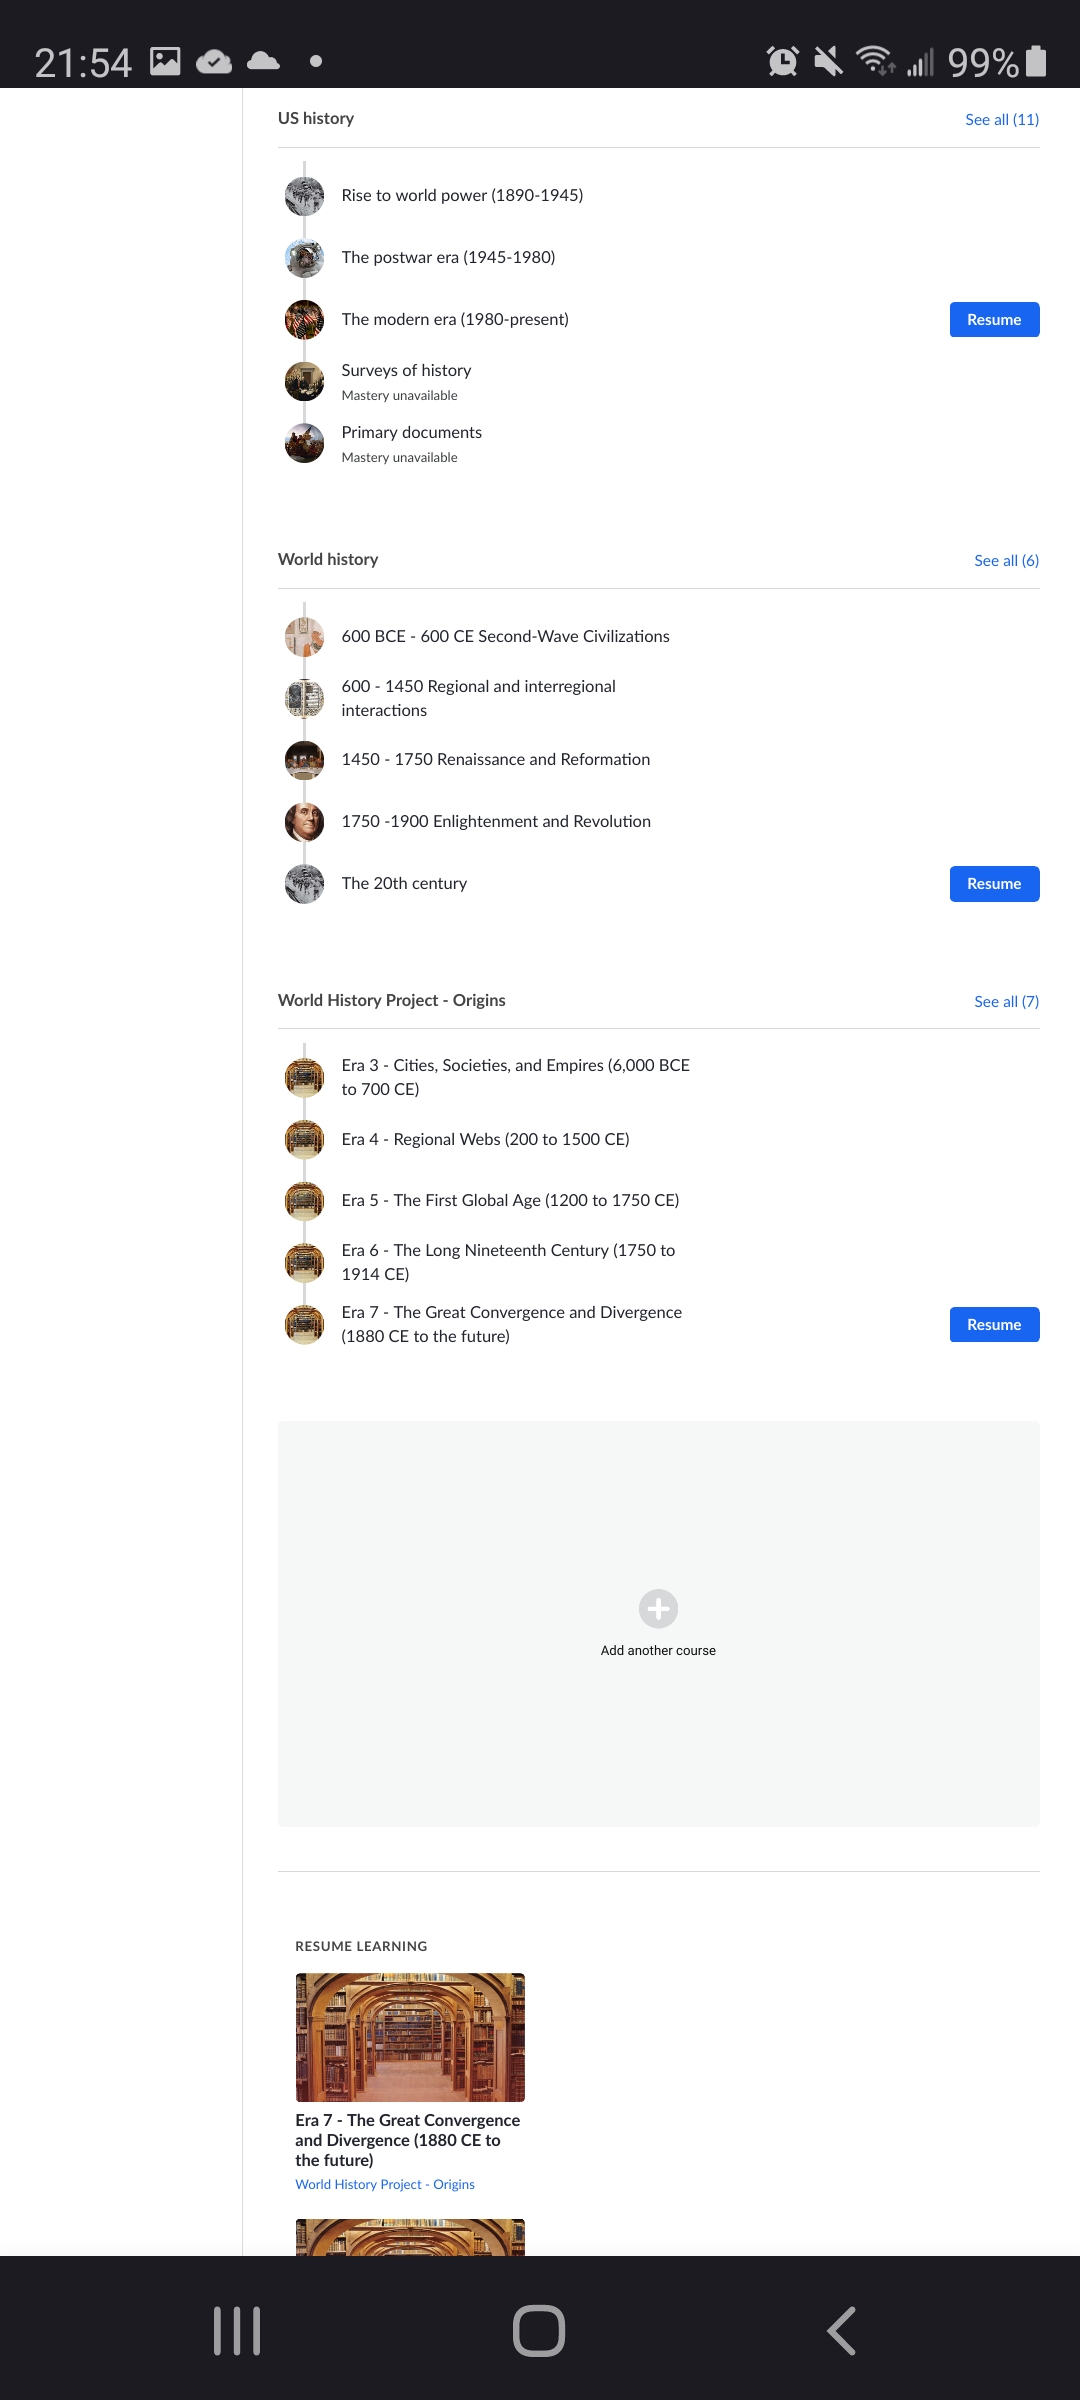 21:54
99%
US history
See all (11)
Rise to world power (1890-1945)
The postwar era (1945-1980)
The modern era (1980-present)
Resume
Surveys of history
Mastery unavailable
Primary documents
Mastery unavailable
World history
See all (6)
600 BCE - 600 CE Second-Wave Civilizations
600 - 1450 Regional and interregional
interactions
1450 - 1750 Renaissance and Reformation
1750 -1900 Enlightenment and Revolution
The 20th century
Resume
World History Project - Origins
See all (7)
Era 3 - Cities, Societies, and Empires (6,000 BCE
to 700 CE)
Era 4 - Regional Webs (200 to 1500 CE)
Era 5 - The First Global Age (1200 to 1750 CE)
Era 6 - The Long Nineteenth Century (1750 to
1914 CE)
Era 7 - The Great Convergence and Divergence
(1880 CE to the future)
Resume
Add another course
RESUME LEARNING
Era 7 - The Great Convergence
and Divergence (1880 CE to
the future)
World History Project - Origins